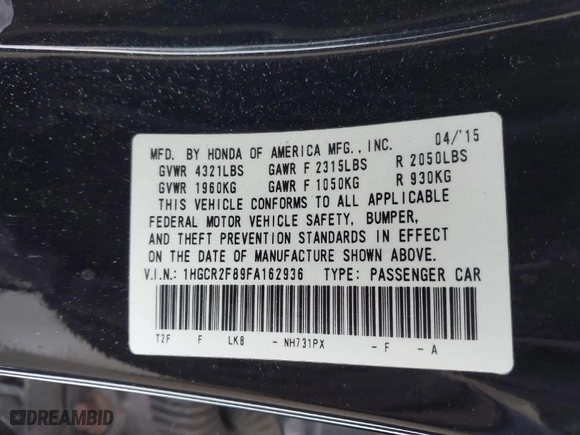 MFD. BY HONDA OF AMERICA MFG., INC. 04/'15
GVWR 4321LBS GAWR F 2315LBS R 2050LBS
GVWR 1960KG GAWR F 1050KG R 930KG
THIS VEHICLE CONFORMS TO ALL APPLICABLE
FEDERAL MOTOR VEHICLE SAFETY, BUMPER,
AND THEFT PREVENTION STANDARDS IN EFFECT
ON THE DATE OF MANUFACTURE SHOWN ABOVE.
V.I.N.: 1HGCR2F89FA162936 TYPE: PASSENGER CAR
T2F F LKB - NH731PX - F - A
DREAMBID